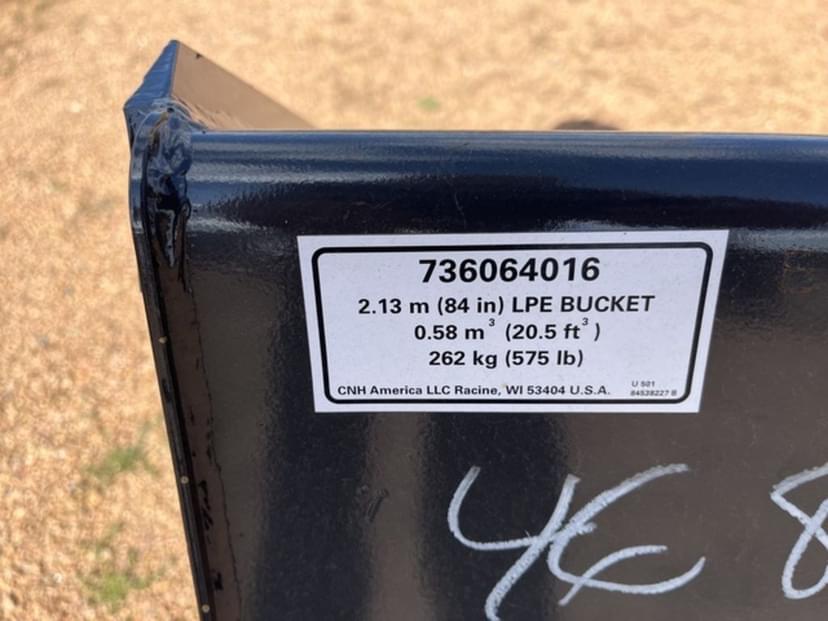 736064016
2.13 m (84 in) LPE BUCKET
0.58 m³ (20.5 ft³)
262 kg (575 lb)
CNH America LLC Racine, WI 53404 U.S.A.
U 501
84538227 B